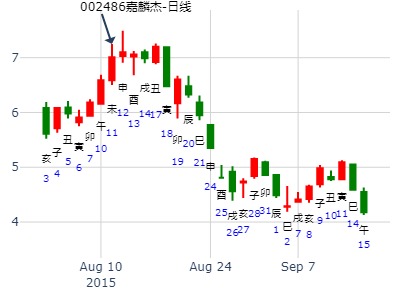 002486嘉麟杰-日线
7
6
5
4
亥 子 丑 寅 卯 午 未 申 酉 戌 丑 寅 卯 辰 巳 申 酉 戌 亥 子 卯 辰 巳 戌 亥 子 丑 寅 巳 午
3 4 5 6 7 10 11 12 13 14 17 18 19 20 21 24 25 26 27 28 31 1 2 7 8 9 10 11 14 15
Aug 10
2015
Aug 24
Sep 7